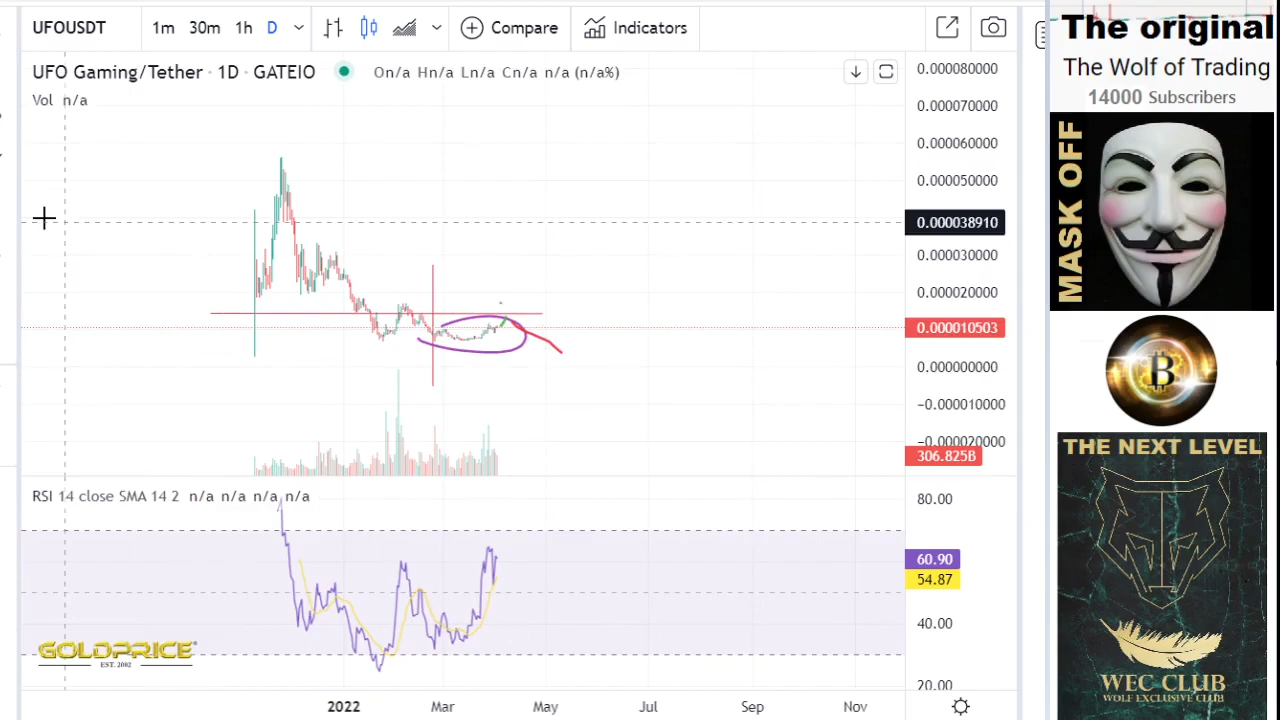 UFOUSDT 1m 30m 1h D Compare Indicators
UFO Gaming/Tether · 1D · GATEIO On/a Hn/a Ln/a Cn/a n/a (n/a%)
Vol n/a
0.000080000
0.000070000
0.000060000
0.000050000
0.000038910
0.000030000
0.000020000
0.000010503
0.000000000
−0.000010000
−0.000020000
306.825B
RSI 14 close SMA 14 2 n/a n/a n/a n/a
80.00
60.90
54.87
40.00
20.00
GOLDPRICE
EST. 2002
2022 Mar May Jul Sep Nov
The original
The Wolf of Trading
14000 Subscribers
MASK OFF
B
THE NEXT LEVEL
WEC CLUB
WOLF EXCLUSIVE CLUB